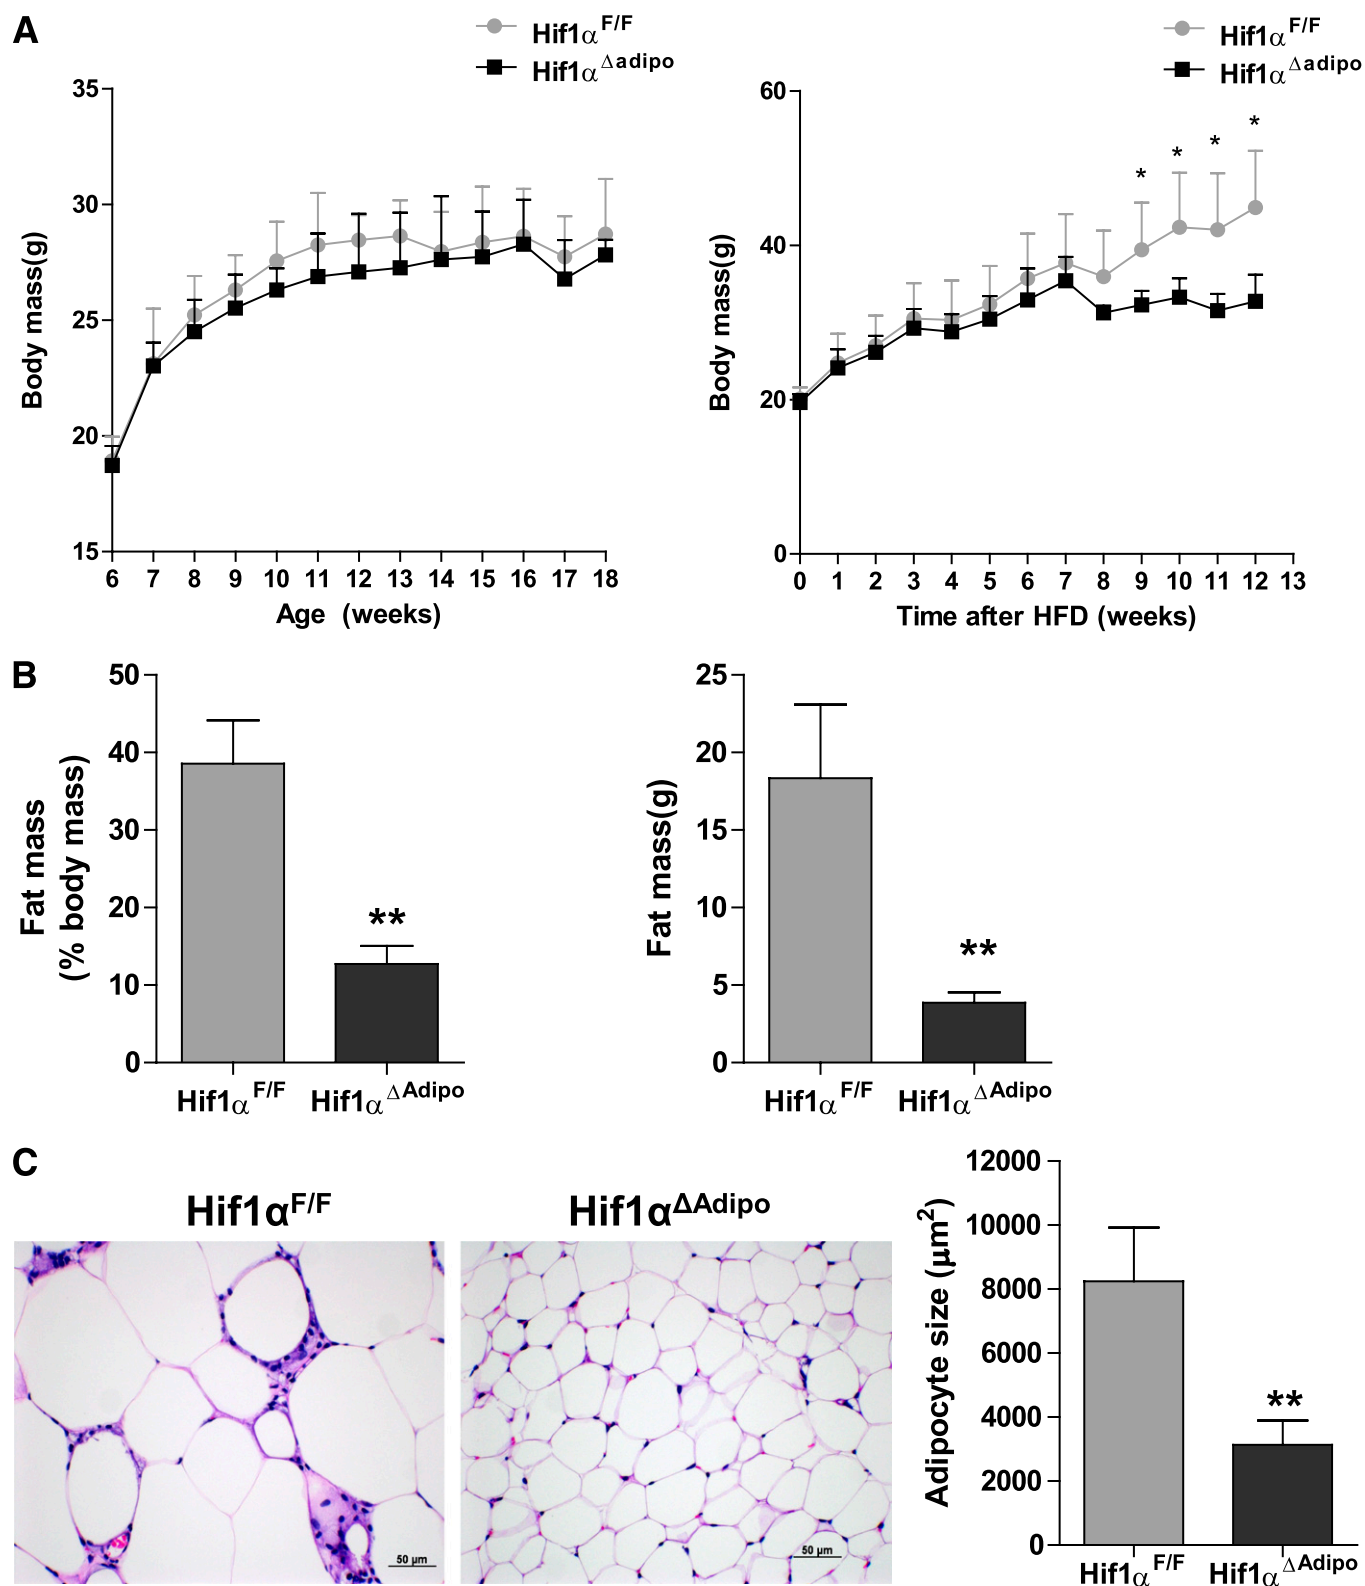 A
Hif1α F/F
Hif1α Δadipo
35
30
25
20
15
Body mass(g)
6 7 8 9 10 11 12 13 14 15 16 17 18
Age (weeks)
Hif1α F/F
Hif1α Δadipo
60
40
20
0
Body mass(g)
* * * *
0 1 2 3 4 5 6 7 8 9 10 11 12 13
Time after HFD (weeks)
B
50
40
30
20
10
0
Fat mass
(% body mass)
**
Hif1α F/F Hif1α ΔAdipo
25
20
15
10
5
0
Fat mass(g)
**
Hif1α F/F Hif1α ΔAdipo
C
Hif1α F/F
Hif1α ΔAdipo
50 μm
50 μm
12000
10000
8000
6000
4000
2000
0
Adipocyte size (μm²)
**
Hif1α F/F Hif1α ΔAdipo